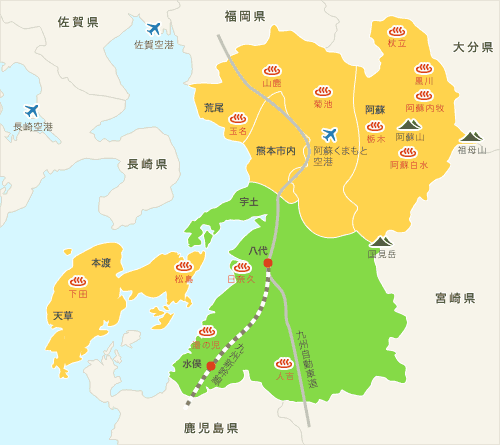 佐賀県
福岡県
大分県
佐賀空港
長崎空港
長崎県
荒尾
玉名
山鹿
菊池
熊本市内
阿蘇くまもと
空港
阿蘇
杖立
黒川
阿蘇内牧
栃木
阿蘇山
阿蘇白水
祖母山
宇土
国見岳
八代
日奈久
本渡
松島
下田
天草
宮崎県
湯の児
水俣
九州新幹線
九州自動車道
人吉
鹿児島県